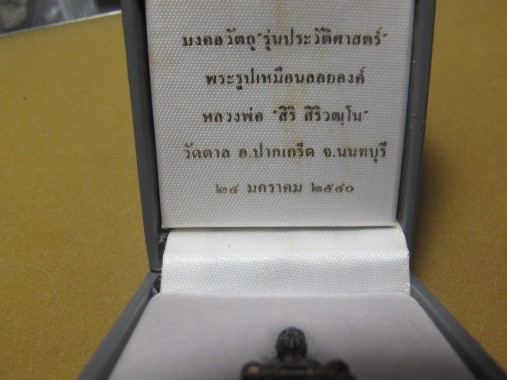 มงคลวัตถุ"รุ่นประวัติศาสตร์"
พระรูปเหมือนลอยองค์
หลวงพ่อ "สิริ สิริวฒฺโน"
วัดตาล อ.ปากเกร็ด จ.นนทบุรี
๒๔ มกราคม ๒๕๔๐